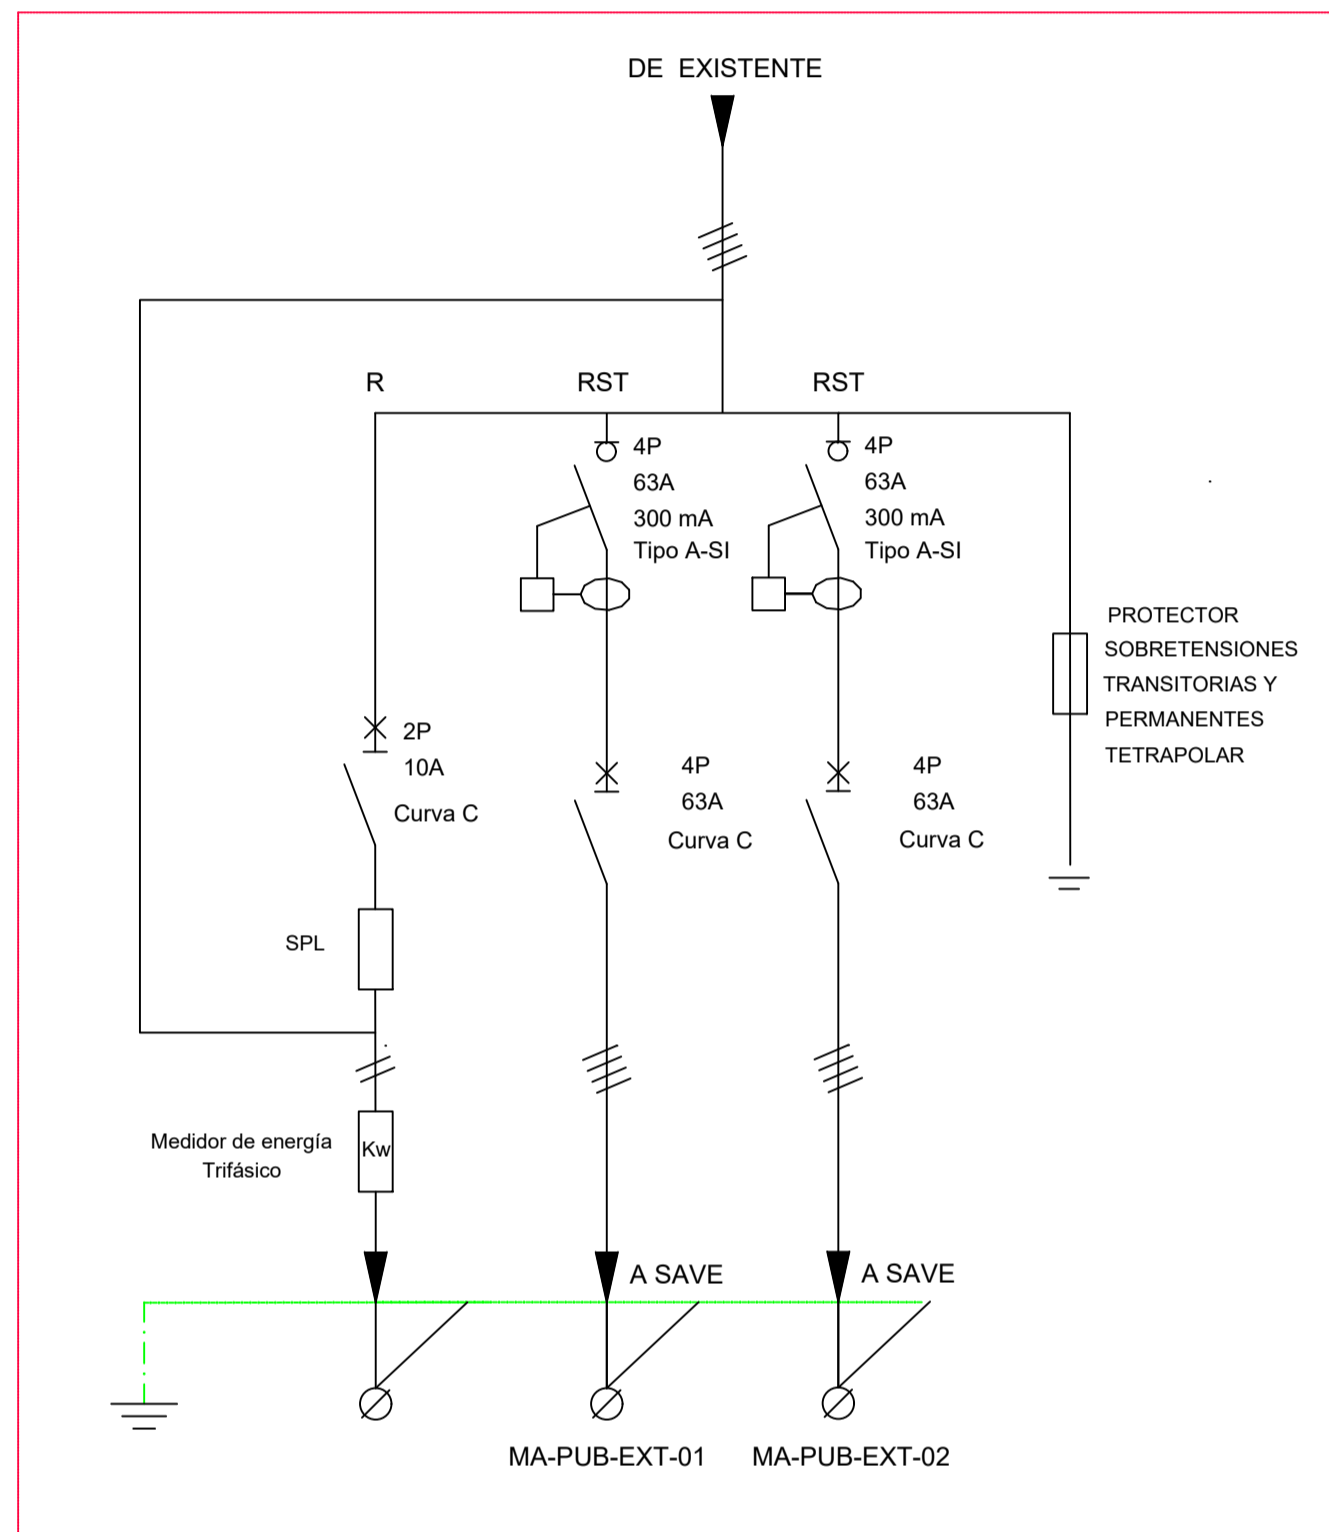 DE EXISTENTE
R
RST
RST
4P
63A
300 mA
Tipo A-SI
4P
63A
300 mA
Tipo A-SI
PROTECTOR
SOBRETENSIONES
TRANSITORIAS Y
PERMANENTES
TETRAPOLAR
2P
10A
Curva C
4P
63A
Curva C
4P
63A
Curva C
SPL
Medidor de energía
Trifásico
Kw
A SAVE
A SAVE
MA-PUB-EXT-01
MA-PUB-EXT-02